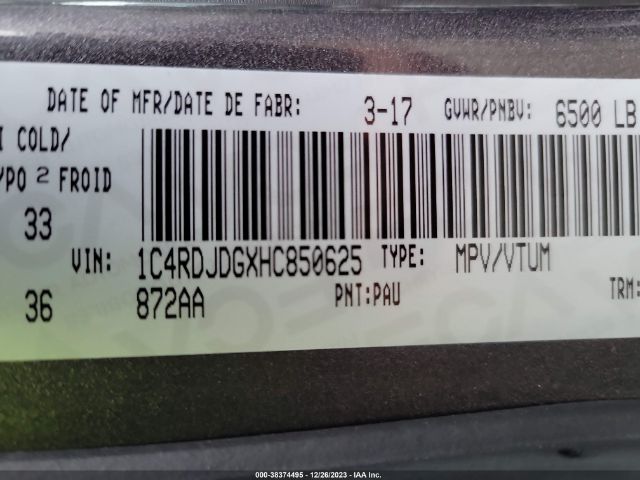 DATE OF MFR/DATE DE FABR: 3-17 GVWR/PNBV: 6500 LB
COLD/
/PO 2 FROID
33
VIN: 1C4RDJDGXHC850625 TYPE: MPV/VTUM
36 872AA PNT:PAU TRM:
000-38374495 - 12/26/2023 - IAA Inc.